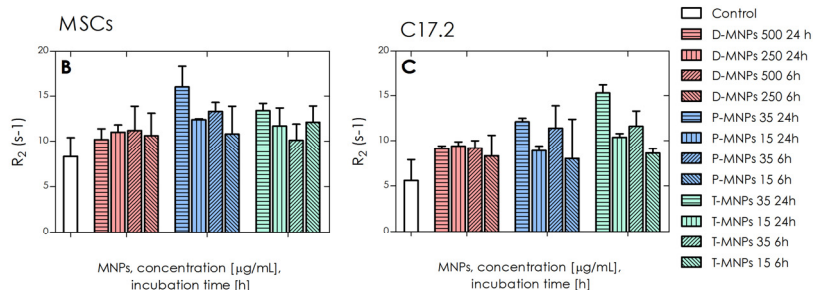 MSCs
B
20
15
10
5
0
R2 (s-1)
MNPs, concentration [µg/mL],
incubation time [h]
C17.2
C
20
15
10
5
0
MNPs, concentration [µg/mL],
incubation time [h]
Control
D-MNPs 500 24 h
D-MNPs 250 24h
D-MNPs 500 6h
D-MNPs 250 6h
P-MNPs 35 24h
P-MNPs 15 24h
P-MNPs 35 6h
P-MNPs 15 6h
T-MNPs 35 24h
T-MNPs 15 24h
T-MNPs 35 6h
T-MNPs 15 6h